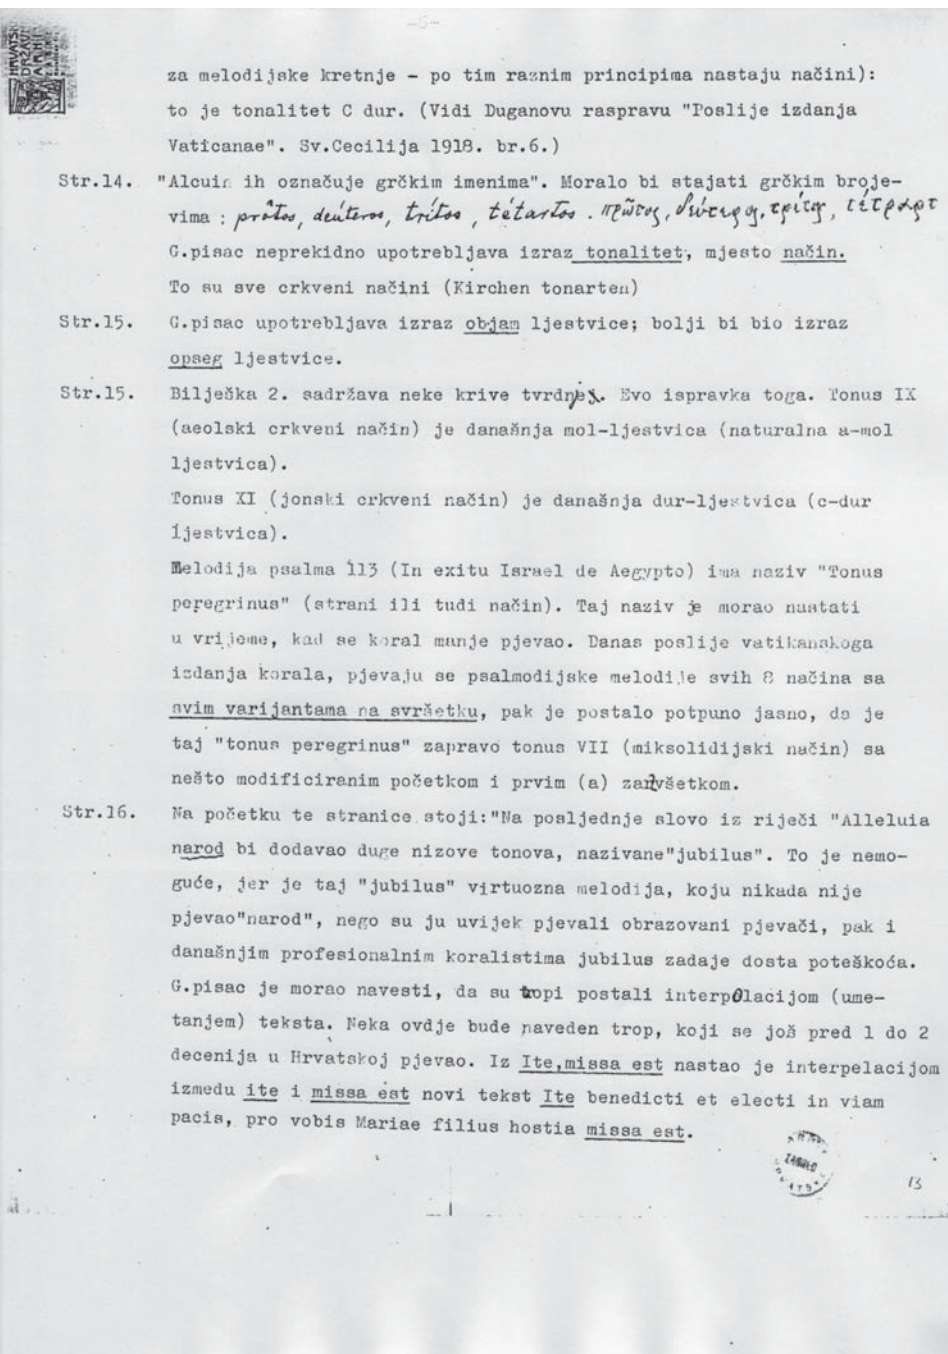 -5-
HRVATSKI
DRŽAVNI
ARHIV
za melodijske kretnje - po tim raznim principima nastaju načini):
to je tonalitet C dur. (Vidi Duganovu raspravu "Poslije izdanja
Vaticanae". Sv.Cecilija 1918. br.6.)
Str.14. "Alcuin ih označuje grčkim imenima". Moralo bi stajati grčkim broje-
vima : prôtos, deúteros, trítos, tétartos. πρῶτος, δεύτερος, τρίτος, τέταρτ
G.pisac neprekidno upotrebljava izraz tonalitet, mjesto način.
To su sve crkveni načini (Kirchen tonarten)
Str.15. G.pisac upotrebljava izraz objam ljestvice; bolji bi bio izraz
opseg ljestvice.
Str.15. Bilješka 2. sadržava neke krive tvrdnje. Evo ispravka toga. Tonus IX
(aeolski crkveni način) je današnja mol-ljestvica (naturalna a-mol
ljestvica).
Tonus XI (jonski crkveni način) je današnja dur-ljestvica (c-dur
ljestvica).
Melodija psalma 113 (In exitu Israel de Aegypto) ima naziv "Tonus
peregrinus" (strani ili tuđi način). Taj naziv je morao nastati
u vrijeme, kad se koral manje pjevao. Danas poslije vatikanskoga
izdanja korala, pjevaju se psalmodijske melodije svih 8 načina sa
svim varijantama na svršetku, pak je postalo potpuno jasno, da je
taj "tonus peregrinus" zapravo tonus VII (miksolidijski način) sa
nešto modificiranim početkom i prvim (a) završetkom.
Str.16. Na početku te stranice stoji:"Na posljednje slovo iz riječi "Alleluia
narod bi dodavao duge nizove tonova, nazivane"jubilus". To je nemo-
guće, jer je taj "jubilus" virtuozna melodija, koju nikada nije
pjevao"narod", nego su ju uvijek pjevali obrazovani pjevači, pak i
današnjim profesionalnim koralistima jubilus zadaje dosta poteškoća.
G.pisac je morao navesti, da su tropi postali interpolacijom (ume-
tanjem) teksta. Neka ovdje bude naveden trop, koji se još pred 1 do 2
decenija u Hrvatskoj pjevao. Iz Ite,missa est nastao je interpelacijom
izmedu ite i missa est novi tekst Ite benedicti et electi in viam
pacis, pro vobis Mariae filius hostia missa est.
ZAGREB
13